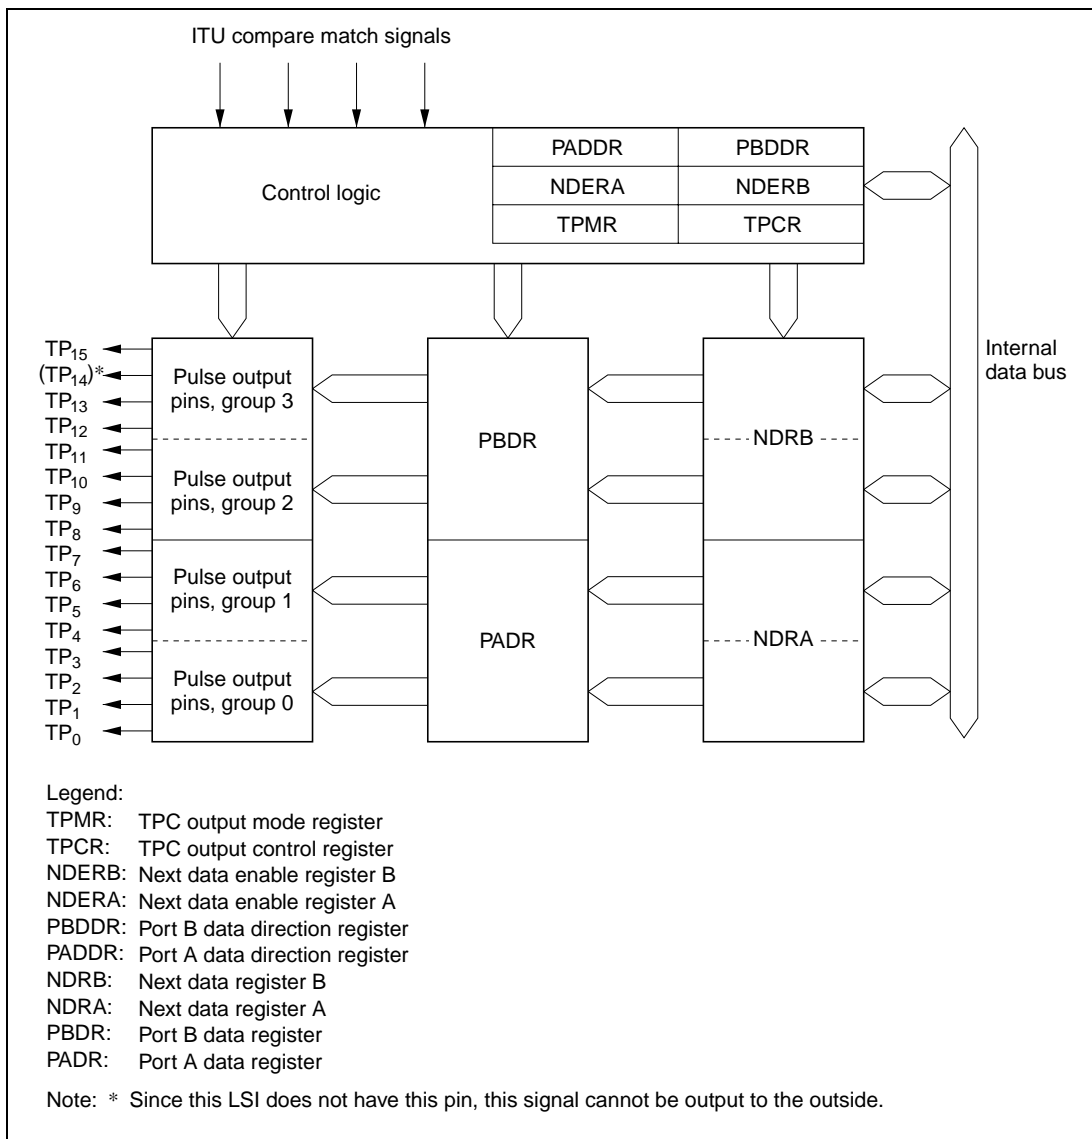 ITU compare match signals
Control logic
PADDR PBDDR
NDERA NDERB
TPMR TPCR
Internal
data bus
TP15
(TP14)*
TP13
TP12
TP11
TP10
TP9
TP8
TP7
TP6
TP5
TP4
TP3
TP2
TP1
TP0
Pulse output
pins, group 3
Pulse output
pins, group 2
Pulse output
pins, group 1
Pulse output
pins, group 0
PBDR
PADR
NDRB
NDRA
Legend:
TPMR: TPC output mode register
TPCR: TPC output control register
NDERB: Next data enable register B
NDERA: Next data enable register A
PBDDR: Port B data direction register
PADDR: Port A data direction register
NDRB: Next data register B
NDRA: Next data register A
PBDR: Port B data register
PADR: Port A data register
Note: * Since this LSI does not have this pin, this signal cannot be output to the outside.